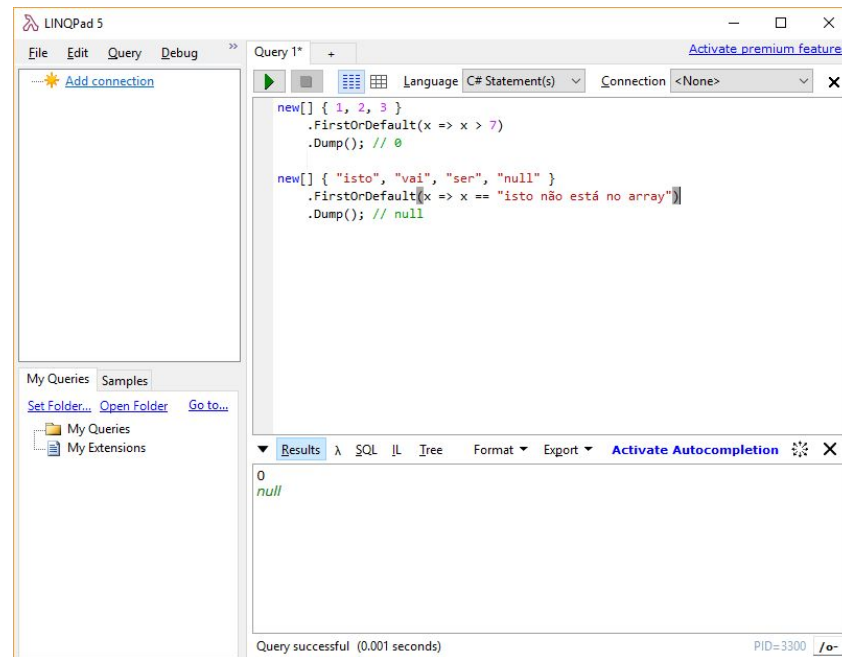 LINQPad 5
File Edit Query Debug »
Add connection
My Queries Samples
Set Folder... Open Folder Go to...
My Queries
My Extensions
Query 1* +
Activate premium feature
Language C# Statement(s) Connection <None>
new[] { 1, 2, 3 }
.FirstOrDefault(x => x > 7)
.Dump(); // 0
new[] { "isto", "vai", "ser", "null" }
.FirstOrDefault(x => x == "isto não está no array")
.Dump(); // null
Results λ SQL IL Tree Format Export Activate Autocompletion
0
null
Query successful (0.001 seconds) PID=3300 /o-